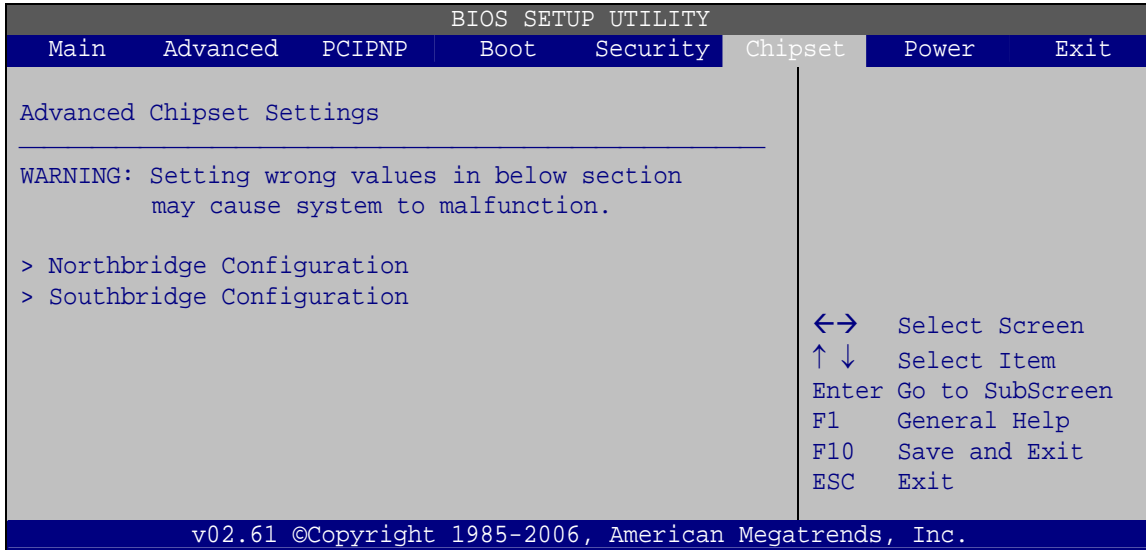 BIOS SETUP UTILITY
Main Advanced PCIPNP Boot Security Chipset Power Exit
Advanced Chipset Settings
WARNING: Setting wrong values in below section
may cause system to malfunction.
> Northbridge Configuration
> Southbridge Configuration
←→ Select Screen
↑ ↓ Select Item
Enter Go to SubScreen
F1 General Help
F10 Save and Exit
ESC Exit
v02.61 ©Copyright 1985-2006, American Megatrends, Inc.